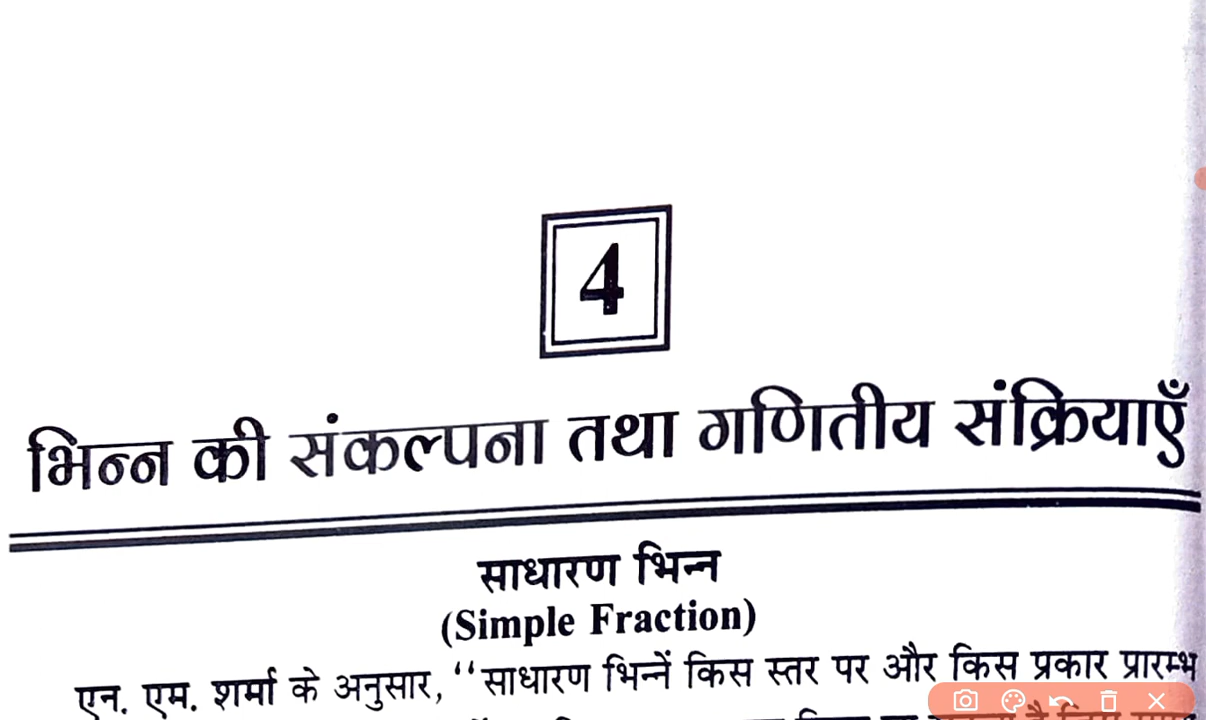 4
भिन्न की संकल्पना तथा गणितीय संक्रियाएँ
साधारण भिन्न
(Simple Fraction)
एन. एम. शर्मा के अनुसार, ‘‘साधारण भिन्नें किस स्तर पर और किस प्रकार प्रारम्भ